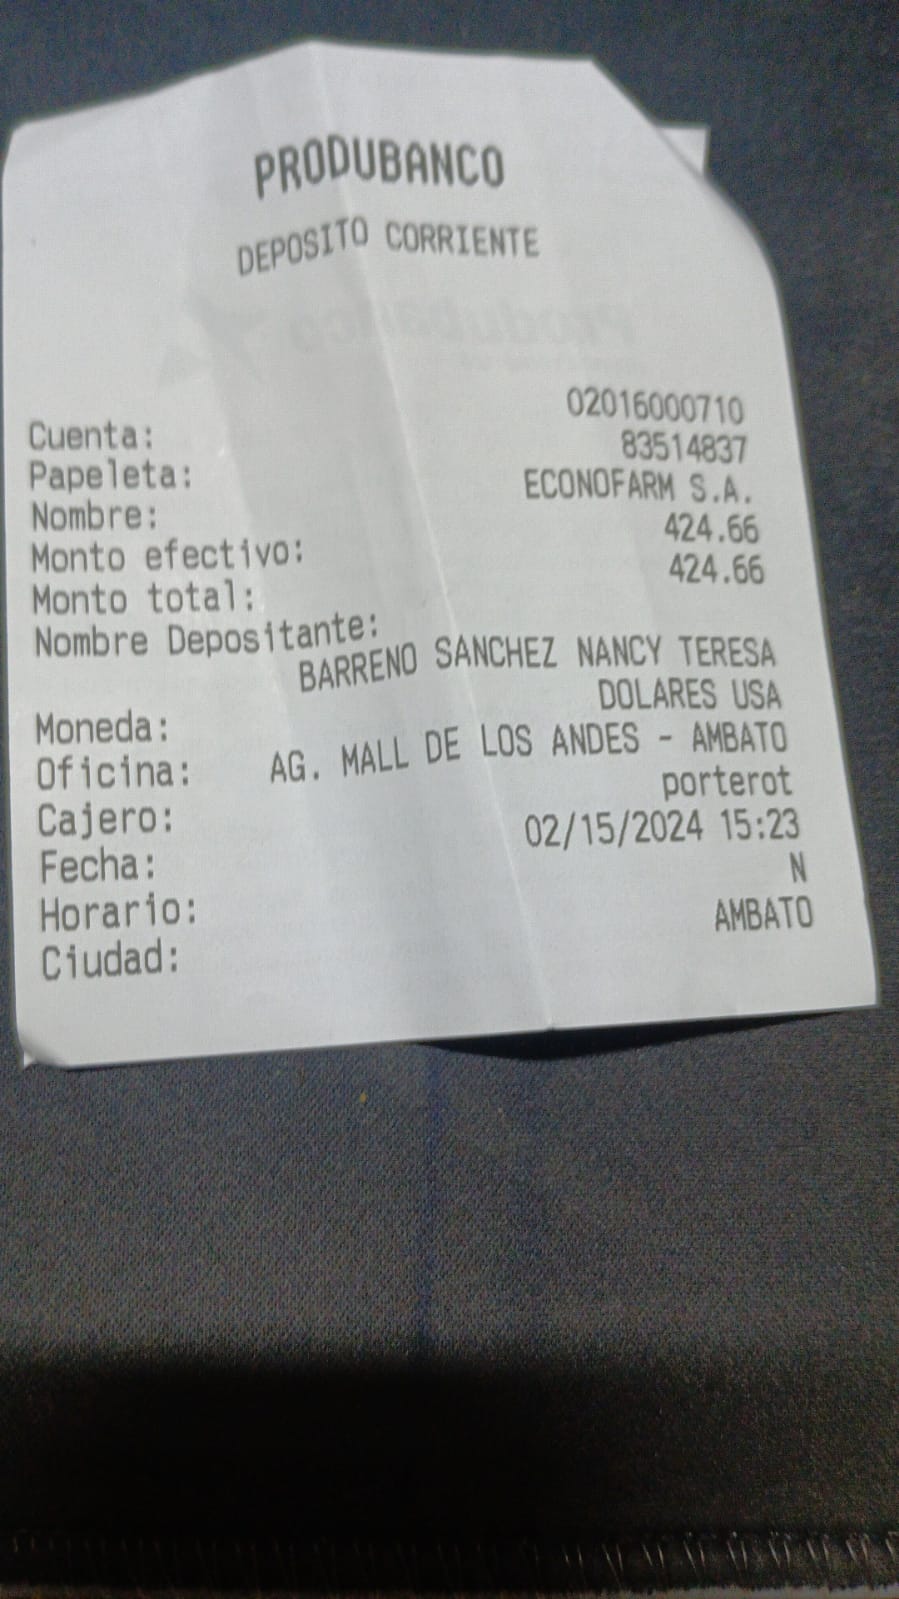 PRODUBANCO
DEPOSITO CORRIENTE
Cuenta: 02016000710
Papeleta: 83514837
Nombre: ECONOFARM S.A.
Monto efectivo: 424.66
Monto total: 424.66
Nombre Depositante:
BARRENO SANCHEZ NANCY TERESA
Moneda: DOLARES USA
Oficina: AG. MALL DE LOS ANDES - AMBATO
Cajero: porterot
Fecha: 02/15/2024 15:23
Horario: N
Ciudad: AMBATO